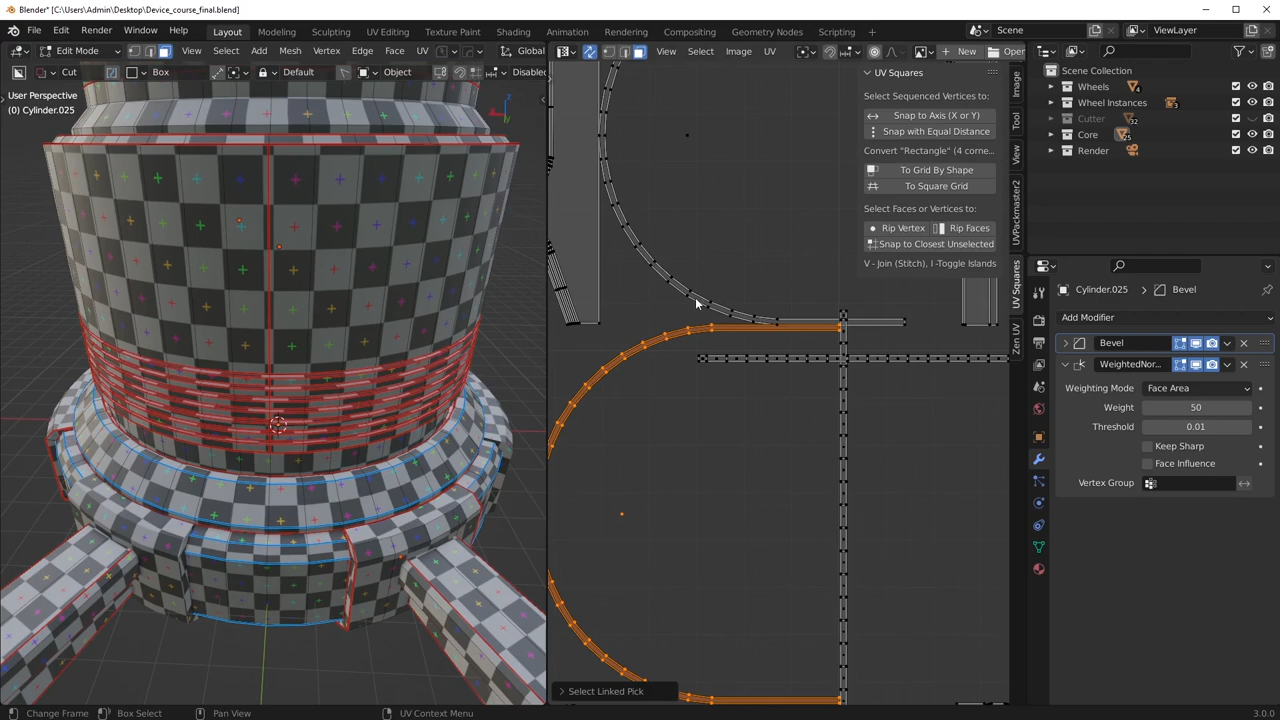 Blender* [C:\Users\Admin\Desktop\Device_course_final.blend]
File Edit Render Window Help Layout Modeling Sculpting UV Editing Texture Paint Shading Animation Rendering Compositing Geometry Nodes Scripting Scene ViewLayer
Edit Mode View Select Add Mesh Vertex Edge Face UV Global View Select Image UV New Open
Cut Box Default Object Disabled
User Perspective
(0) Cylinder.025
UV Squares
Select Sequenced Vertices to:
Snap to Axis (X or Y)
Snap with Equal Distance
Convert "Rectangle" (4 corne...
To Grid By Shape
To Square Grid
Select Faces or Vertices to:
Rip Vertex Rip Faces
Snap to Closest Unselected
V - Join (Stitch), I -Toggle Islands
Image
Tool
View
UVPackmaster2
UV Squares
Zen UV
Scene Collection
Wheels 4
Wheel Instances 3
Cutter 32
Core 25
Render
Cylinder.025 Bevel
Add Modifier
Bevel
WeightedNor...
Weighting Mode Face Area
Weight 50
Threshold 0.01
Keep Sharp
Face Influence
Vertex Group
Select Linked Pick
Change Frame Box Select Pan View UV Context Menu 3.0.0